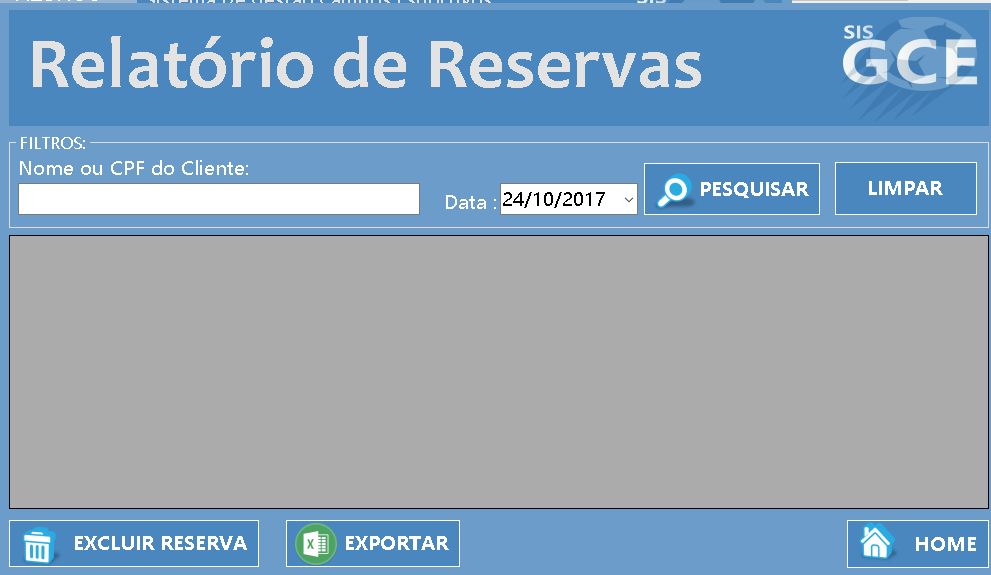 Relatório de Reservas
SIS
GCE
FILTROS:
Nome ou CPF do Cliente:
Data :
24/10/2017
PESQUISAR
LIMPAR
EXCLUIR RESERVA
EXPORTAR
HOME